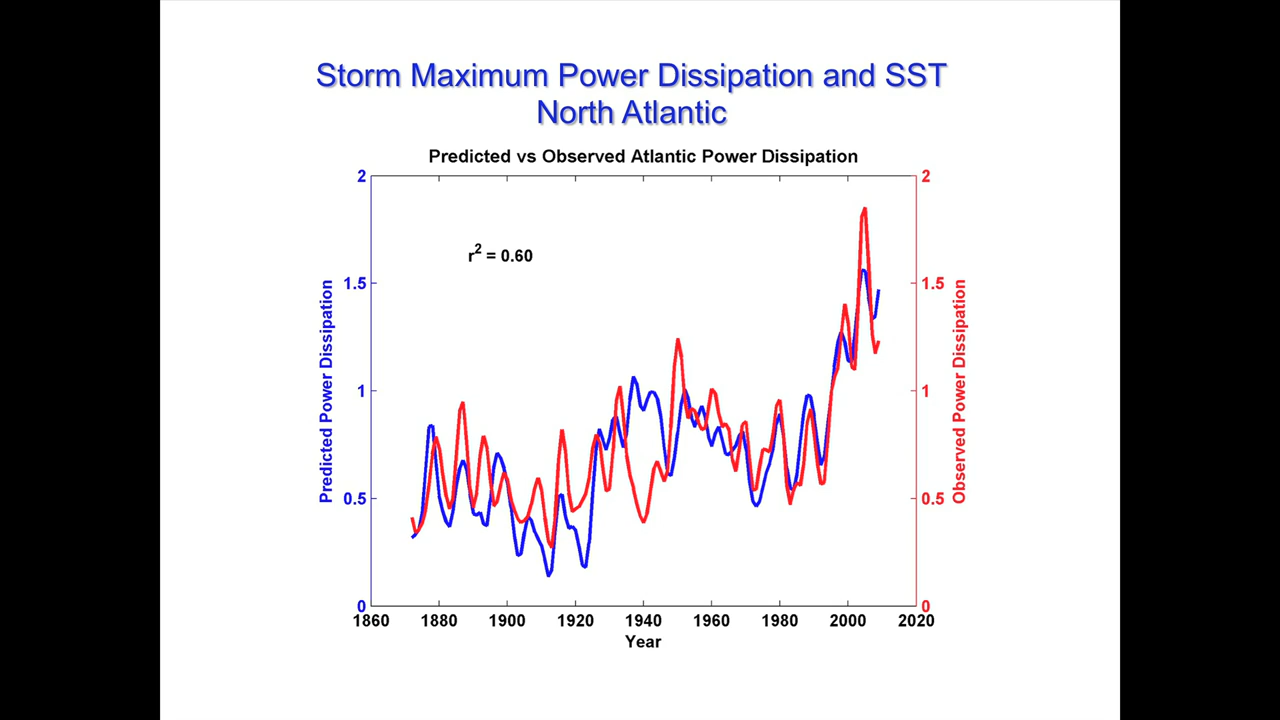 Storm Maximum Power Dissipation and SST
North Atlantic
Predicted vs Observed Atlantic Power Dissipation
r2 = 0.60
Predicted Power Dissipation
2
1.5
1
0.5
0
2
1.5
1
0.5
0
Observed Power Dissipation
1860 1880 1900 1920 1940 1960 1980 2000 2020
Year